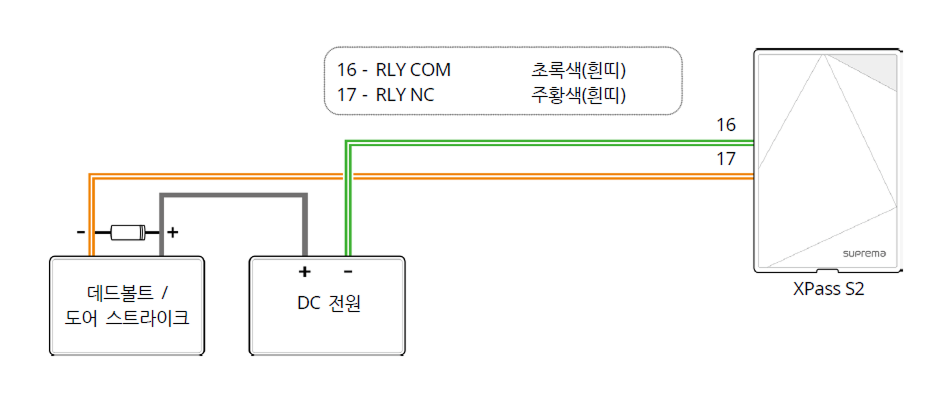 16 - RLY COM 초록색(흰띠)
17 - RLY NC 주황색(흰띠)
16
17
- +
suprema
XPass S2
데드볼트 /
도어 스트라이크
+ -
DC 전원